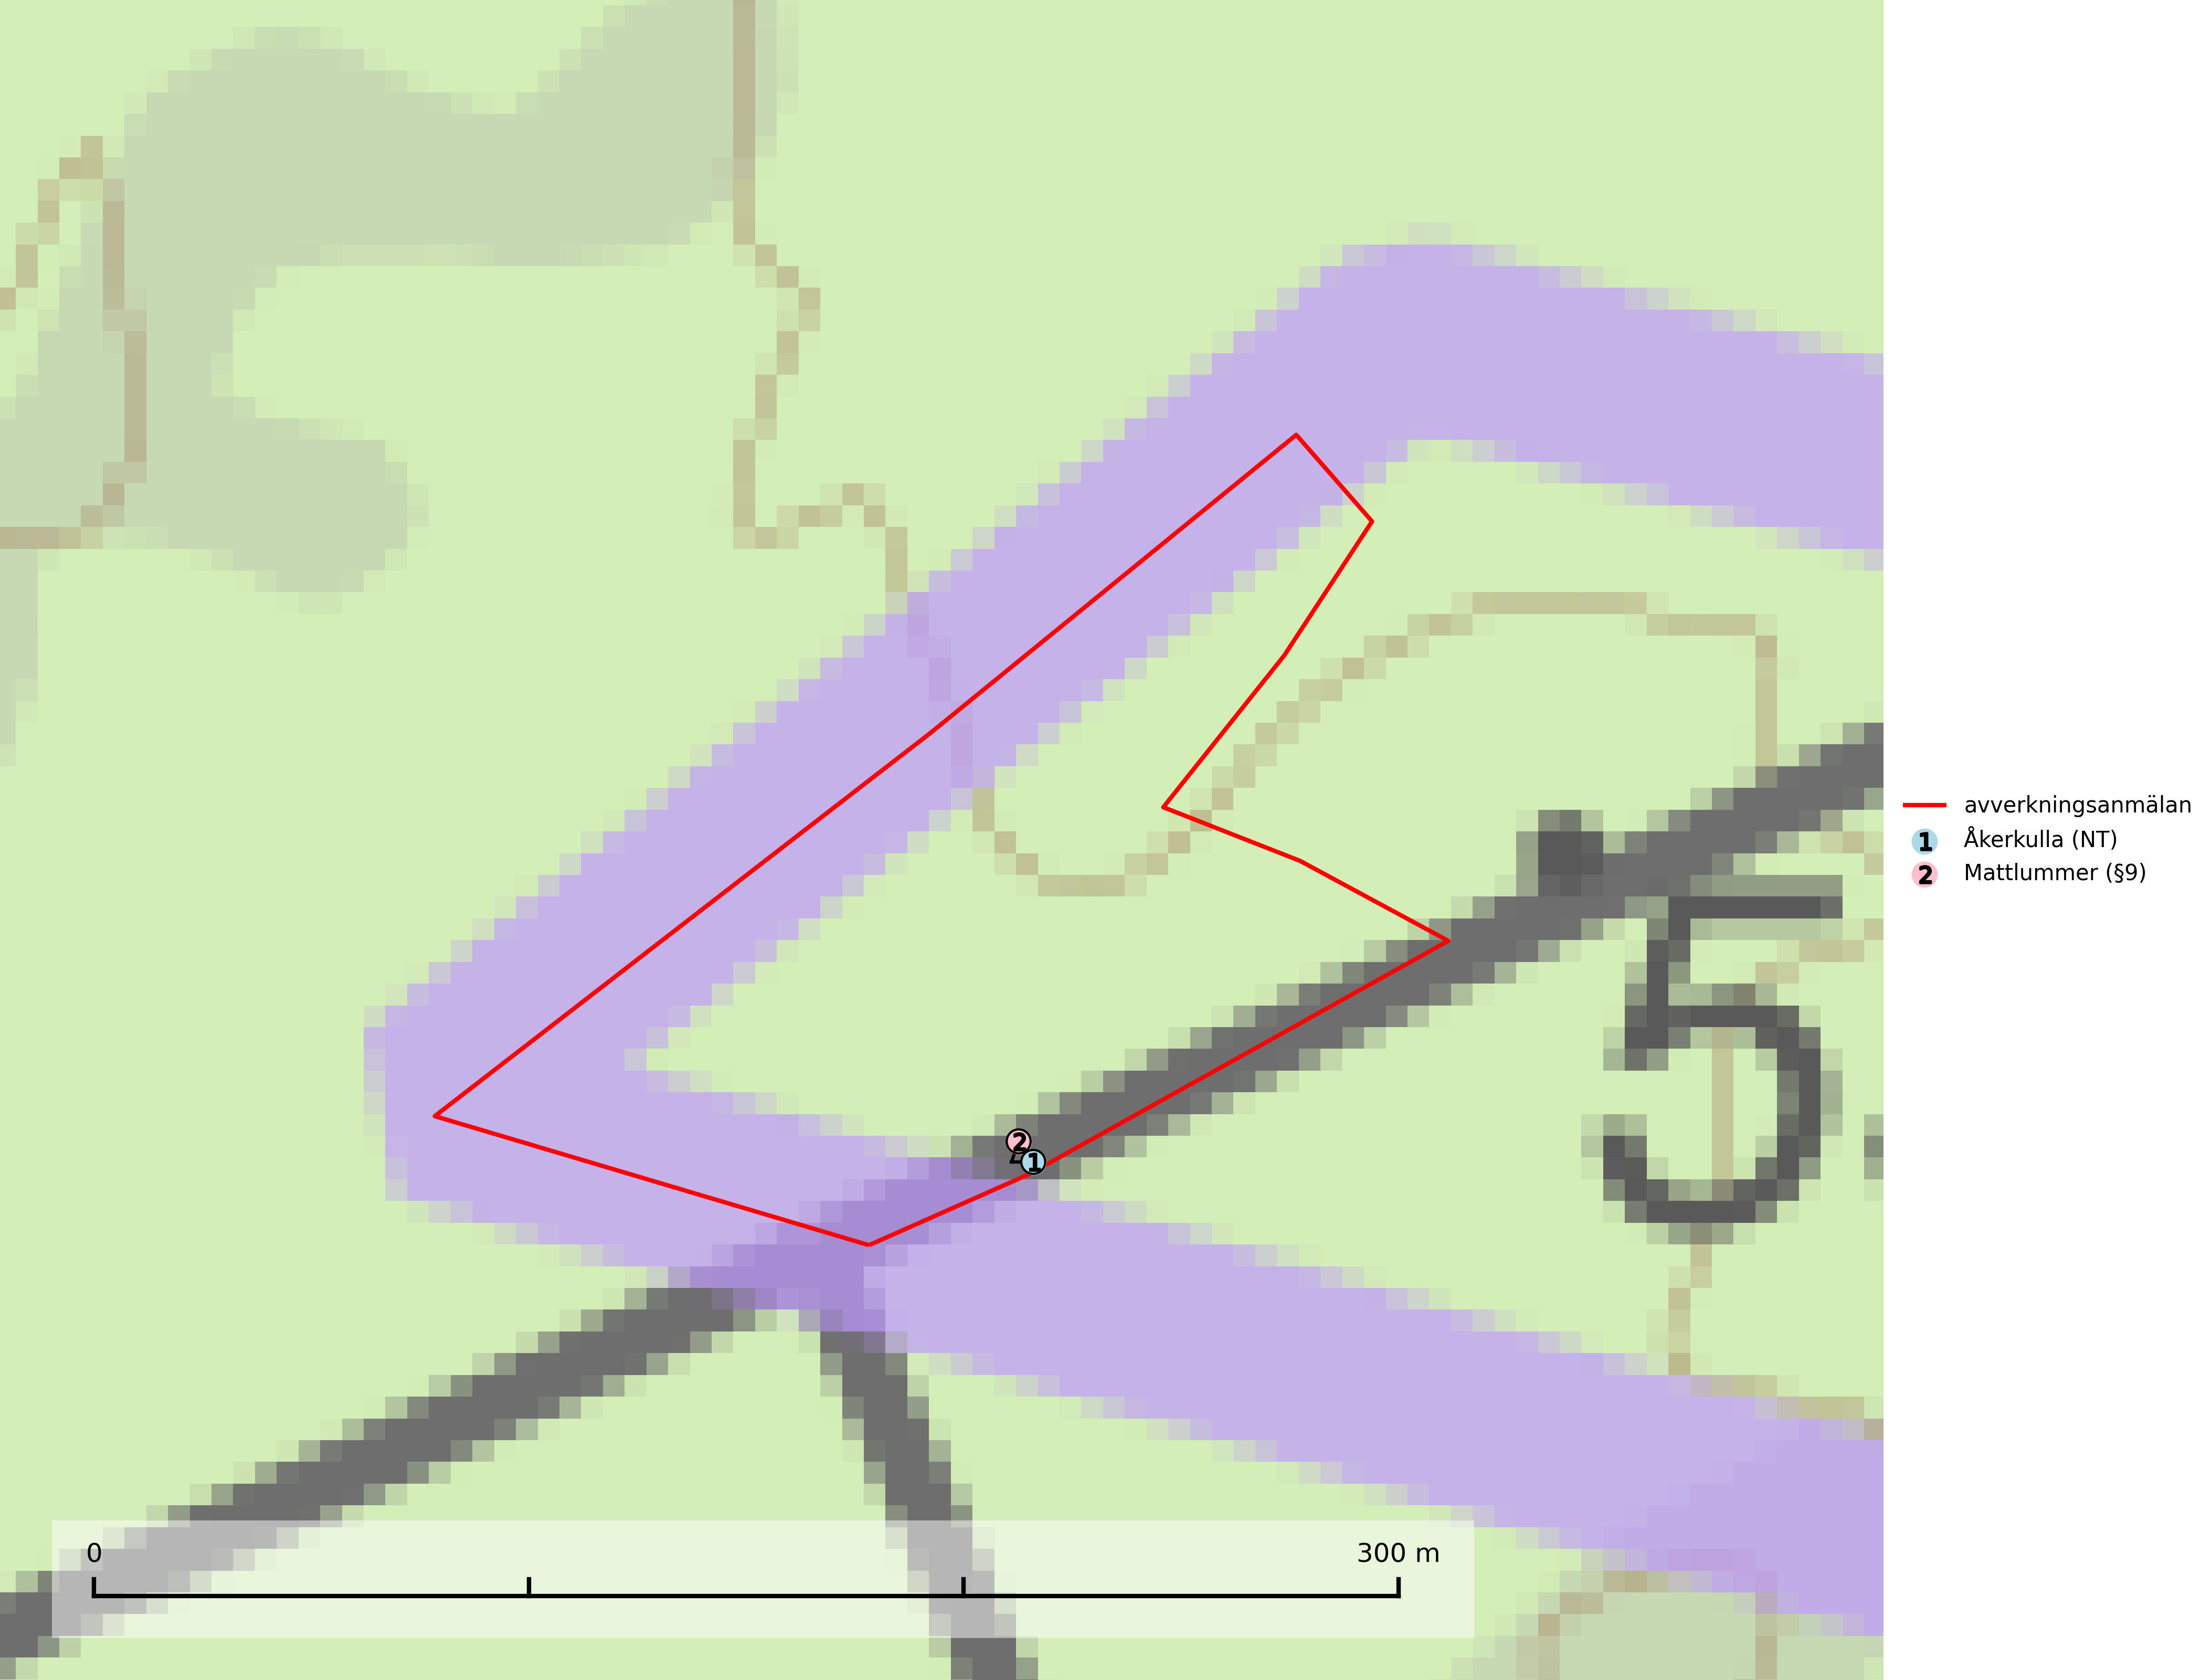 avverkningsanmälan
1 Åkerkulla (NT)
2 Mattlummer (§9)
2
1
5
0
300 m